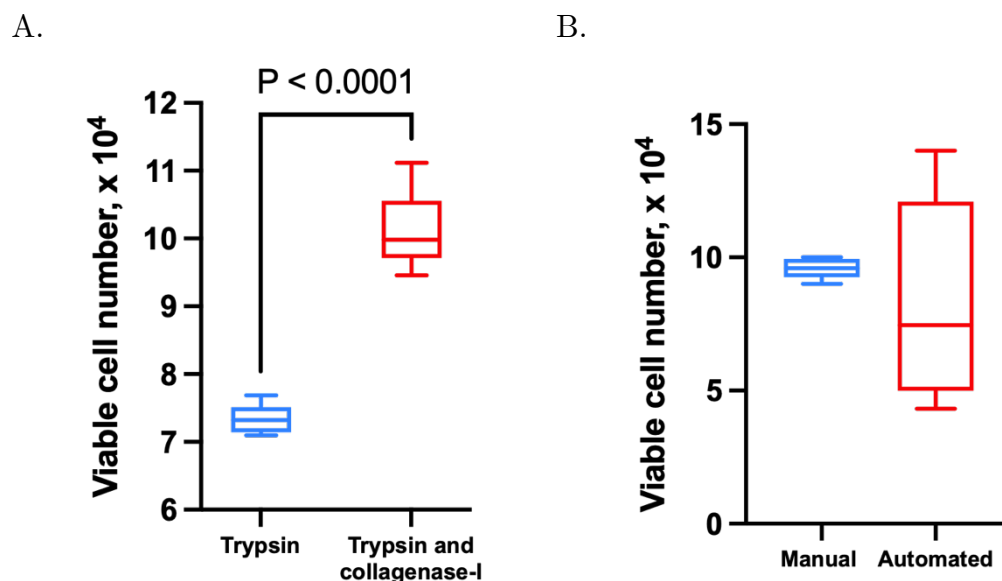 A.
B.
P < 0.0001
Viable cell number, x 10⁴
12
11
10
9
8
7
6
Trypsin
Trypsin and
collagenase-I
Viable cell number, x 10⁴
15
10
5
0
Manual
Automated